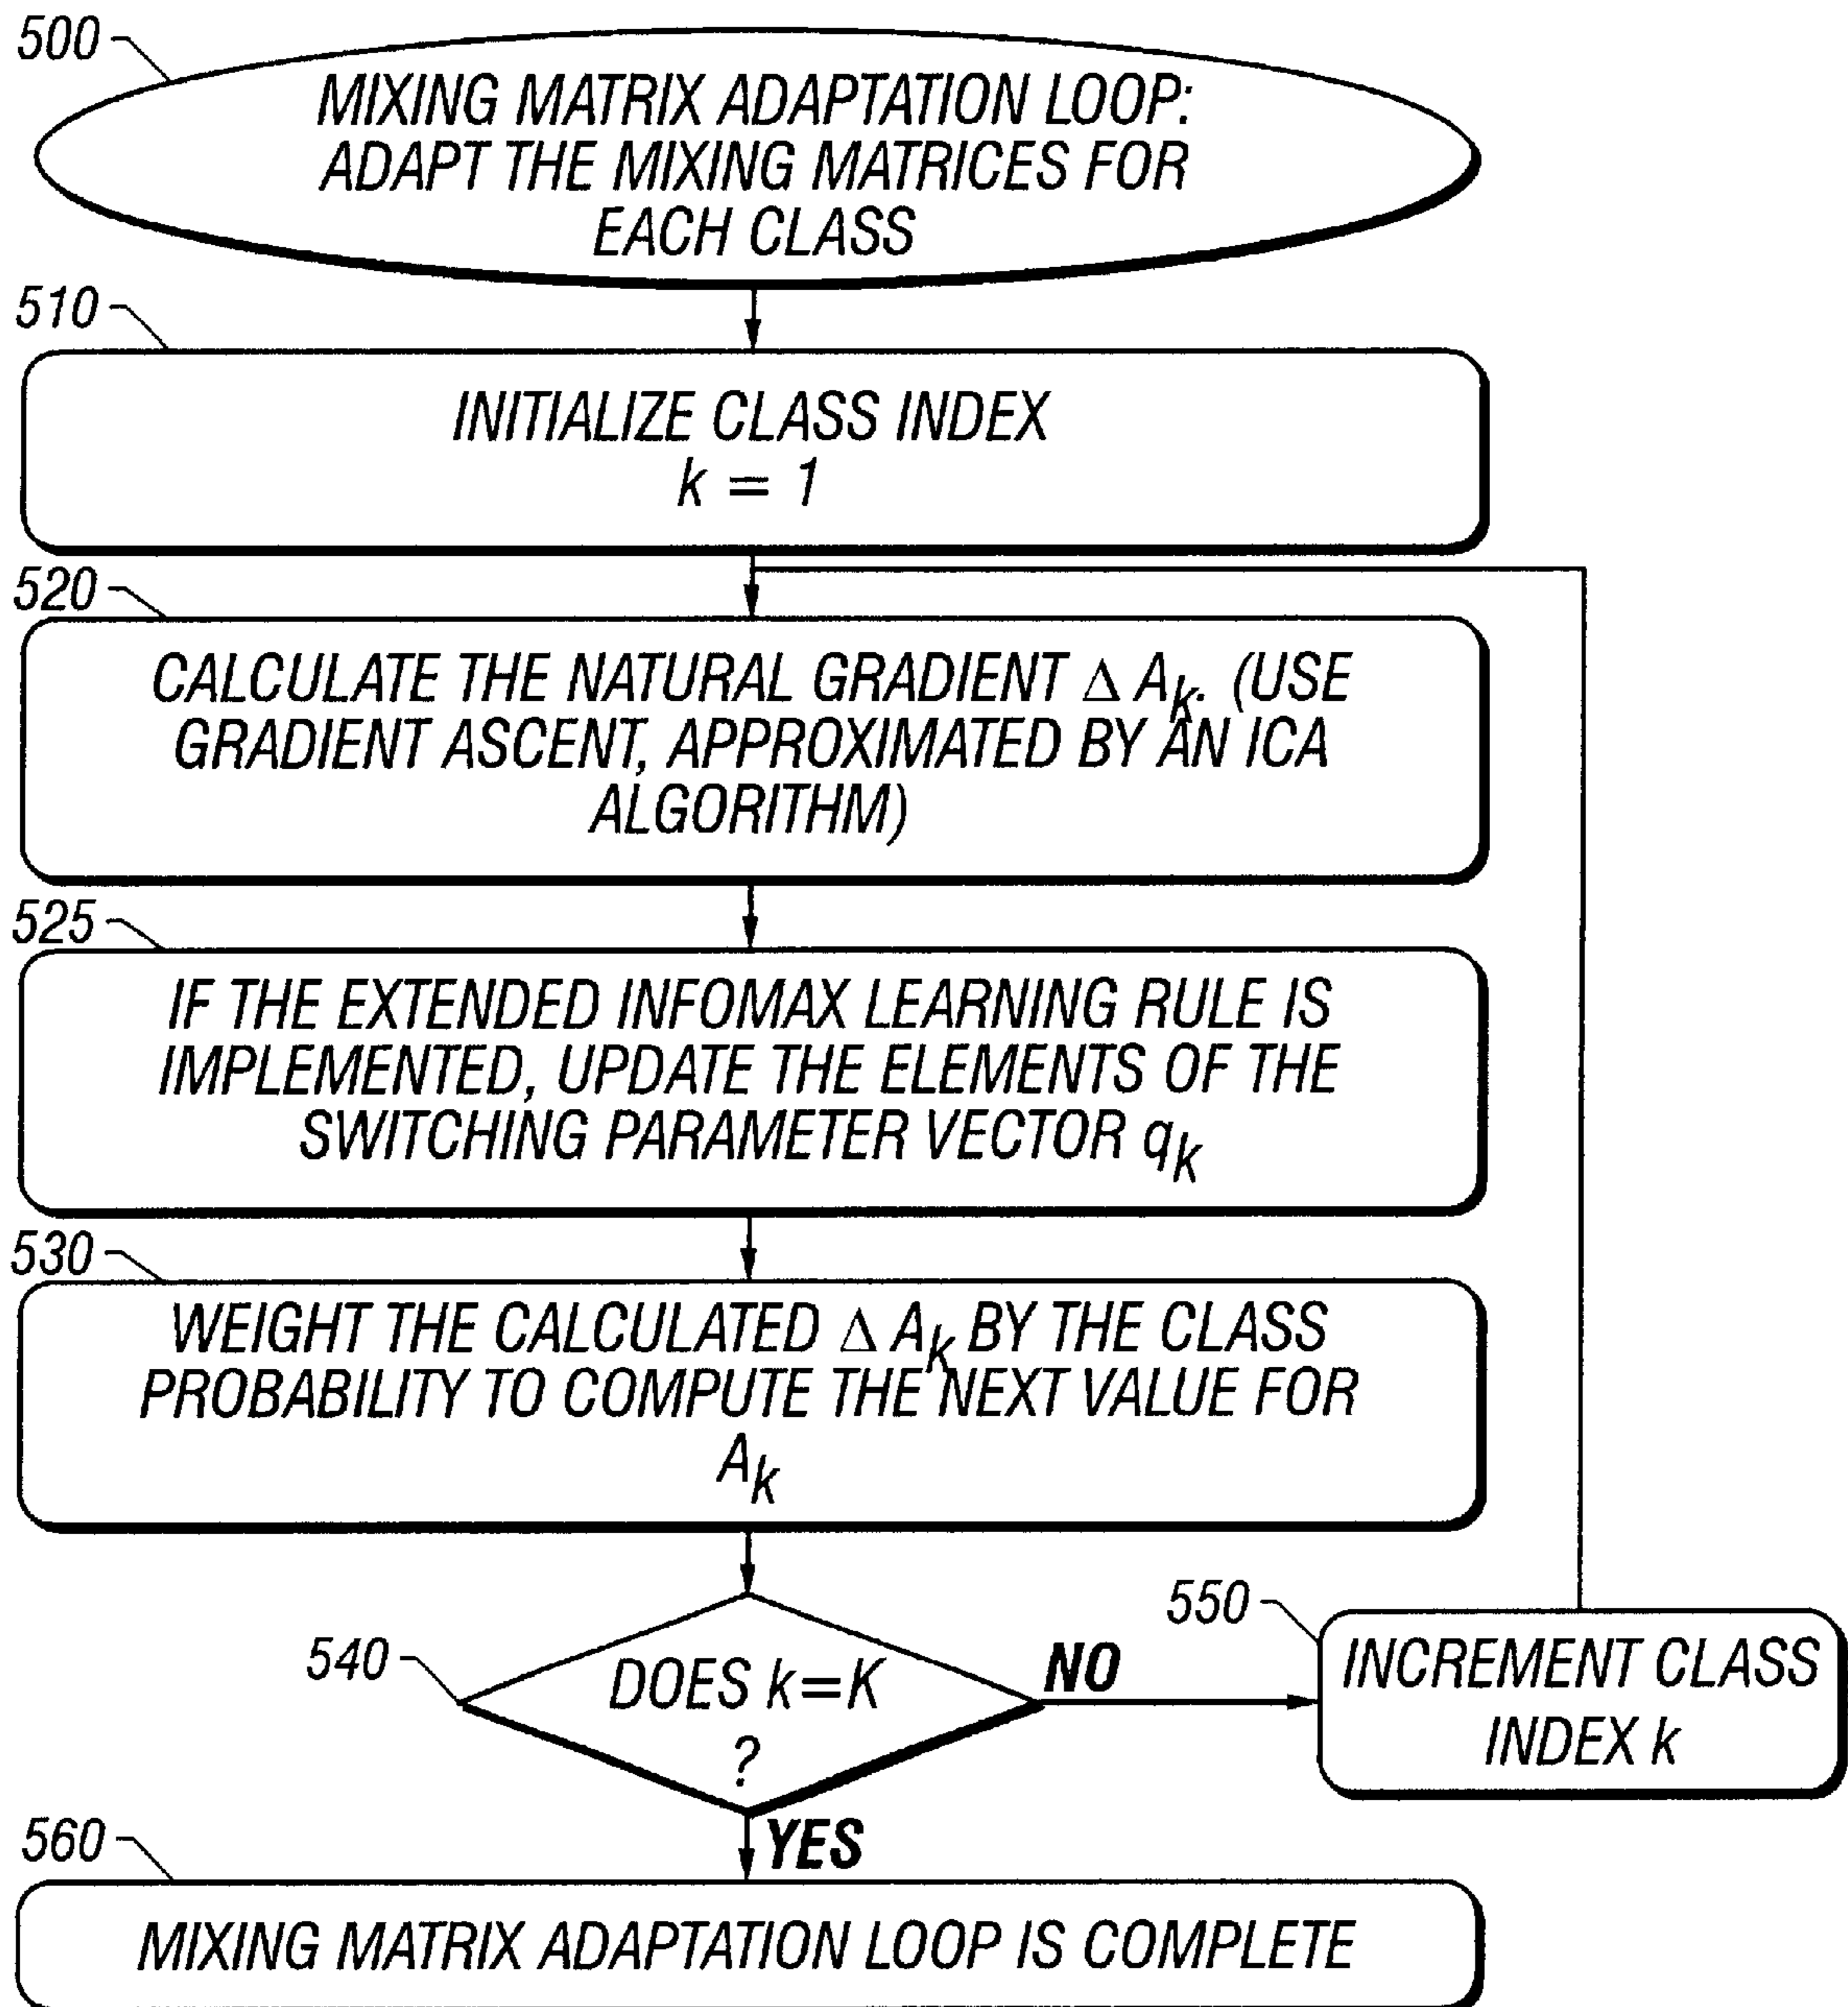 500
MIXING MATRIX ADAPTATION LOOP:
ADAPT THE MIXING MATRICES FOR
EACH CLASS
510
INITIALIZE CLASS INDEX
k = 1
520
CALCULATE THE NATURAL GRADIENT Δ Ak. (USE
GRADIENT ASCENT, APPROXIMATED BY AN ICA
ALGORITHM)
525
IF THE EXTENDED INFOMAX LEARNING RULE IS
IMPLEMENTED, UPDATE THE ELEMENTS OF THE
SWITCHING PARAMETER VECTOR qk
530
WEIGHT THE CALCULATED Δ Ak BY THE CLASS
PROBABILITY TO COMPUTE THE NEXT VALUE FOR
Ak
540
DOES k=K
?
NO
550
INCREMENT CLASS
INDEX k
YES
560
MIXING MATRIX ADAPTATION LOOP IS COMPLETE